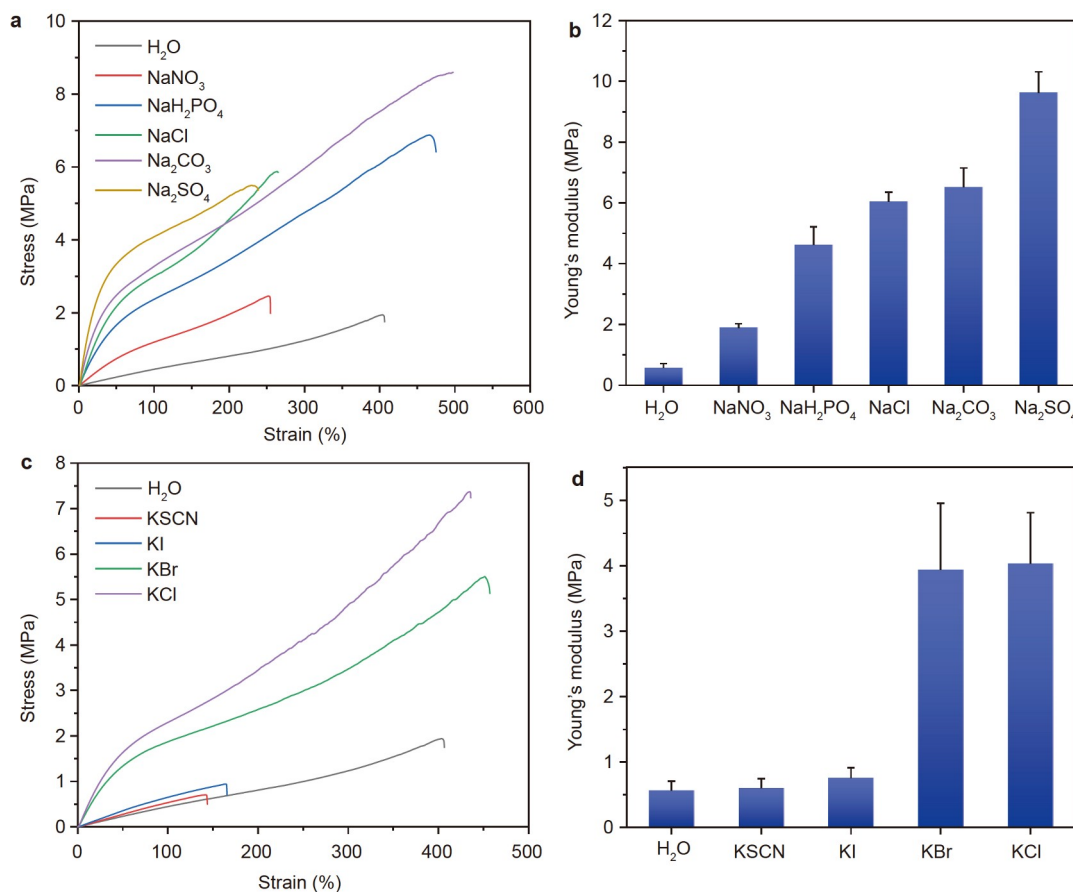 a
Stress (MPa)
10
8
6
4
2
0
H₂O
NaNO₃
NaH₂PO₄
NaCl
Na₂CO₃
Na₂SO₄
0 100 200 300 400 500 600
Strain (%)
b
Young's modulus (MPa)
12
10
8
6
4
2
0
H₂O NaNO₃ NaH₂PO₄ NaCl Na₂CO₃ Na₂SO₄
c
Stress (MPa)
8
7
6
5
4
3
2
1
0
H₂O
KSCN
KI
KBr
KCl
0 100 200 300 400 500
Strain (%)
d
Young's modulus (MPa)
5
4
3
2
1
0
H₂O KSCN KI KBr KCl